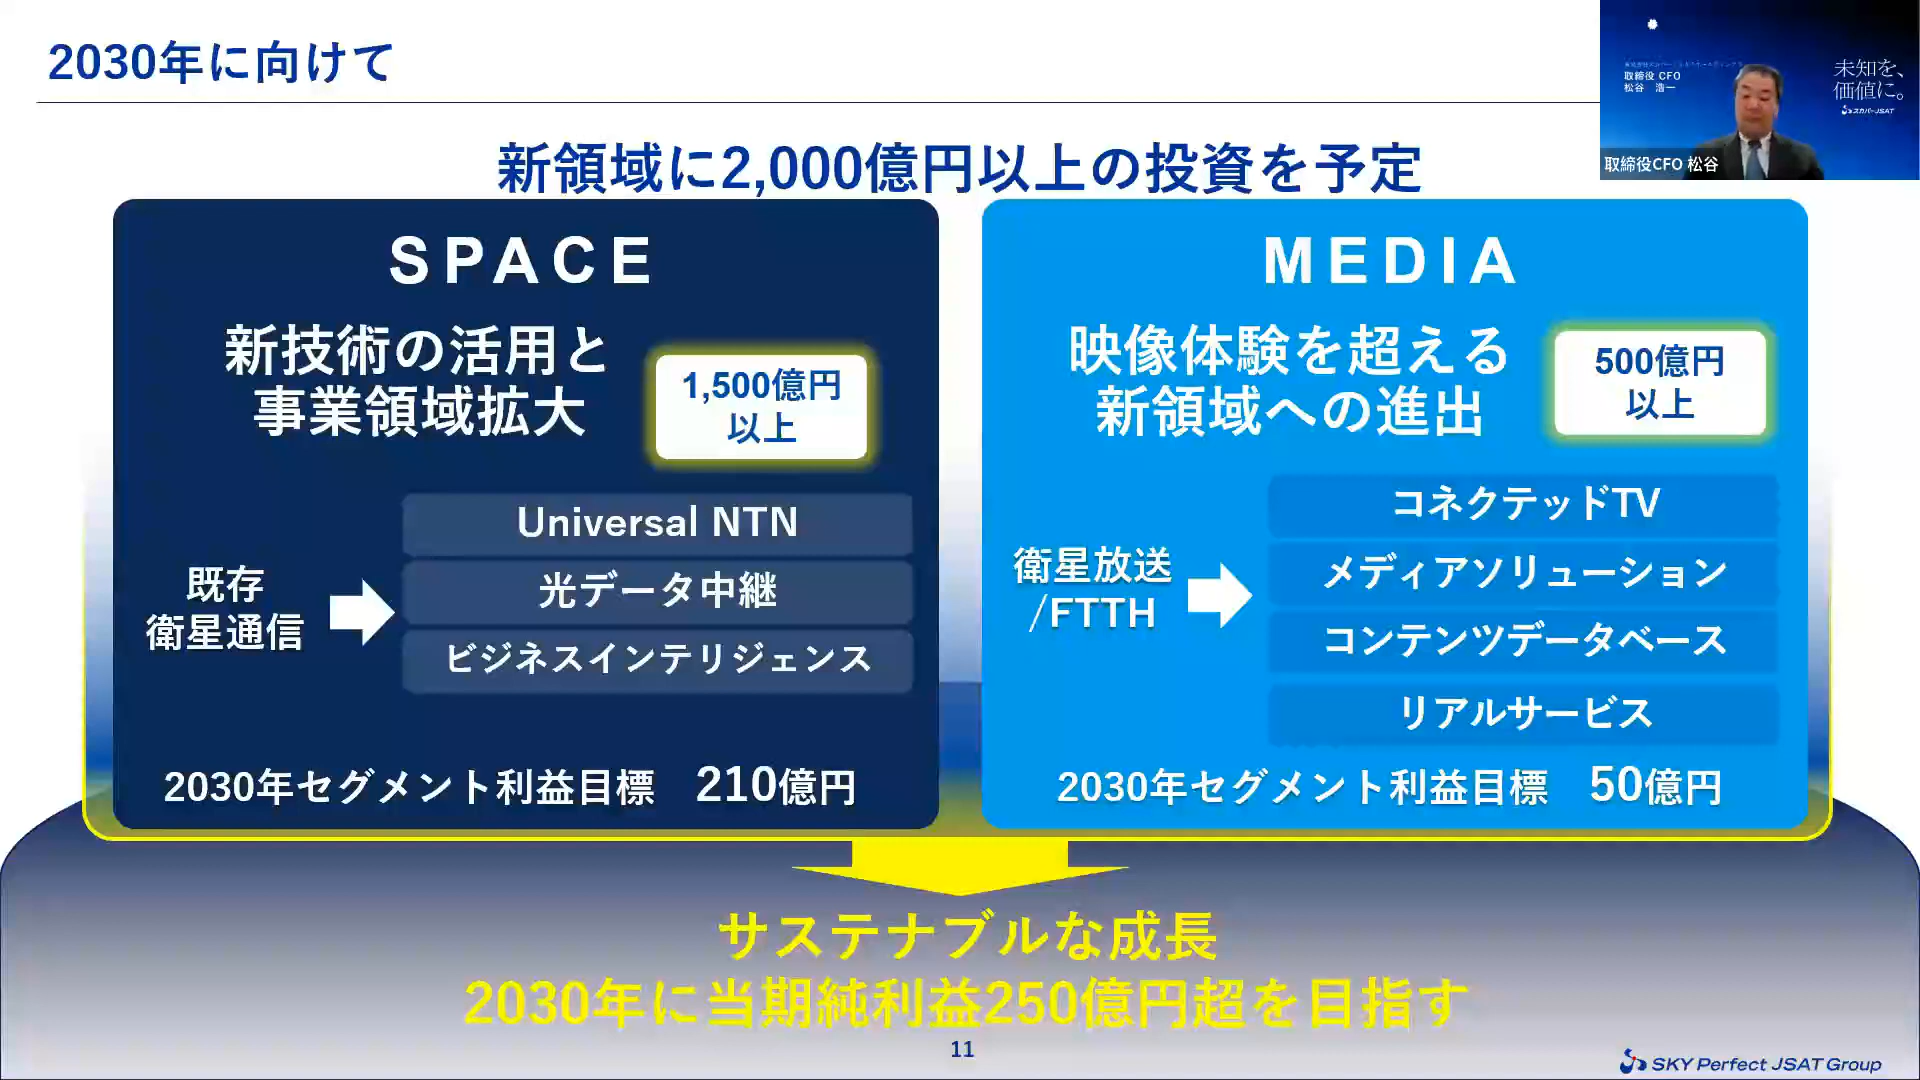 2030年に向けて
取締役 CFO
松谷 浩一
未知を、
価値に。
スカパーJSAT
取締役CFO 松谷
新領域に2,000億円以上の投資を予定
SPACE
新技術の活用と
事業領域拡大
1,500億円
以上
既存
衛星通信
Universal NTN
光データ中継
ビジネスインテリジェンス
2030年セグメント利益目標 210億円
MEDIA
映像体験を超える
新領域への進出
500億円
以上
衛星放送
/FTTH
コネクテッドTV
メディアソリューション
コンテンツデータベース
リアルサービス
2030年セグメント利益目標 50億円
サステナブルな成長
2030年に当期純利益250億円超を目指す
11
SKY Perfect JSAT Group